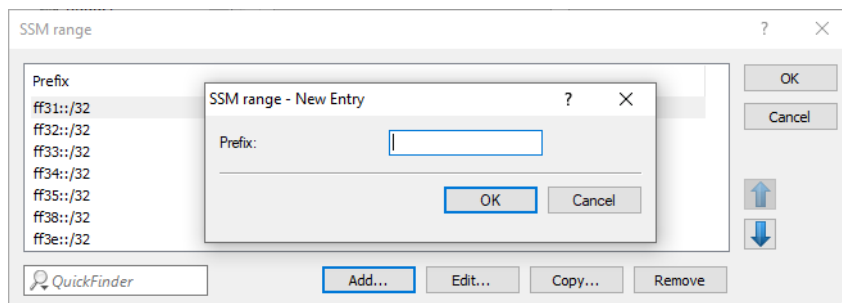 SSM range
?
Prefix
ff31::/32
ff32::/32
ff33::/32
ff34::/32
ff35::/32
ff38::/32
ff3e::/32
SSM range - New Entry
?
Prefix:
OK
Cancel
OK
Cancel
QuickFinder
Add...
Edit...
Copy...
Remove